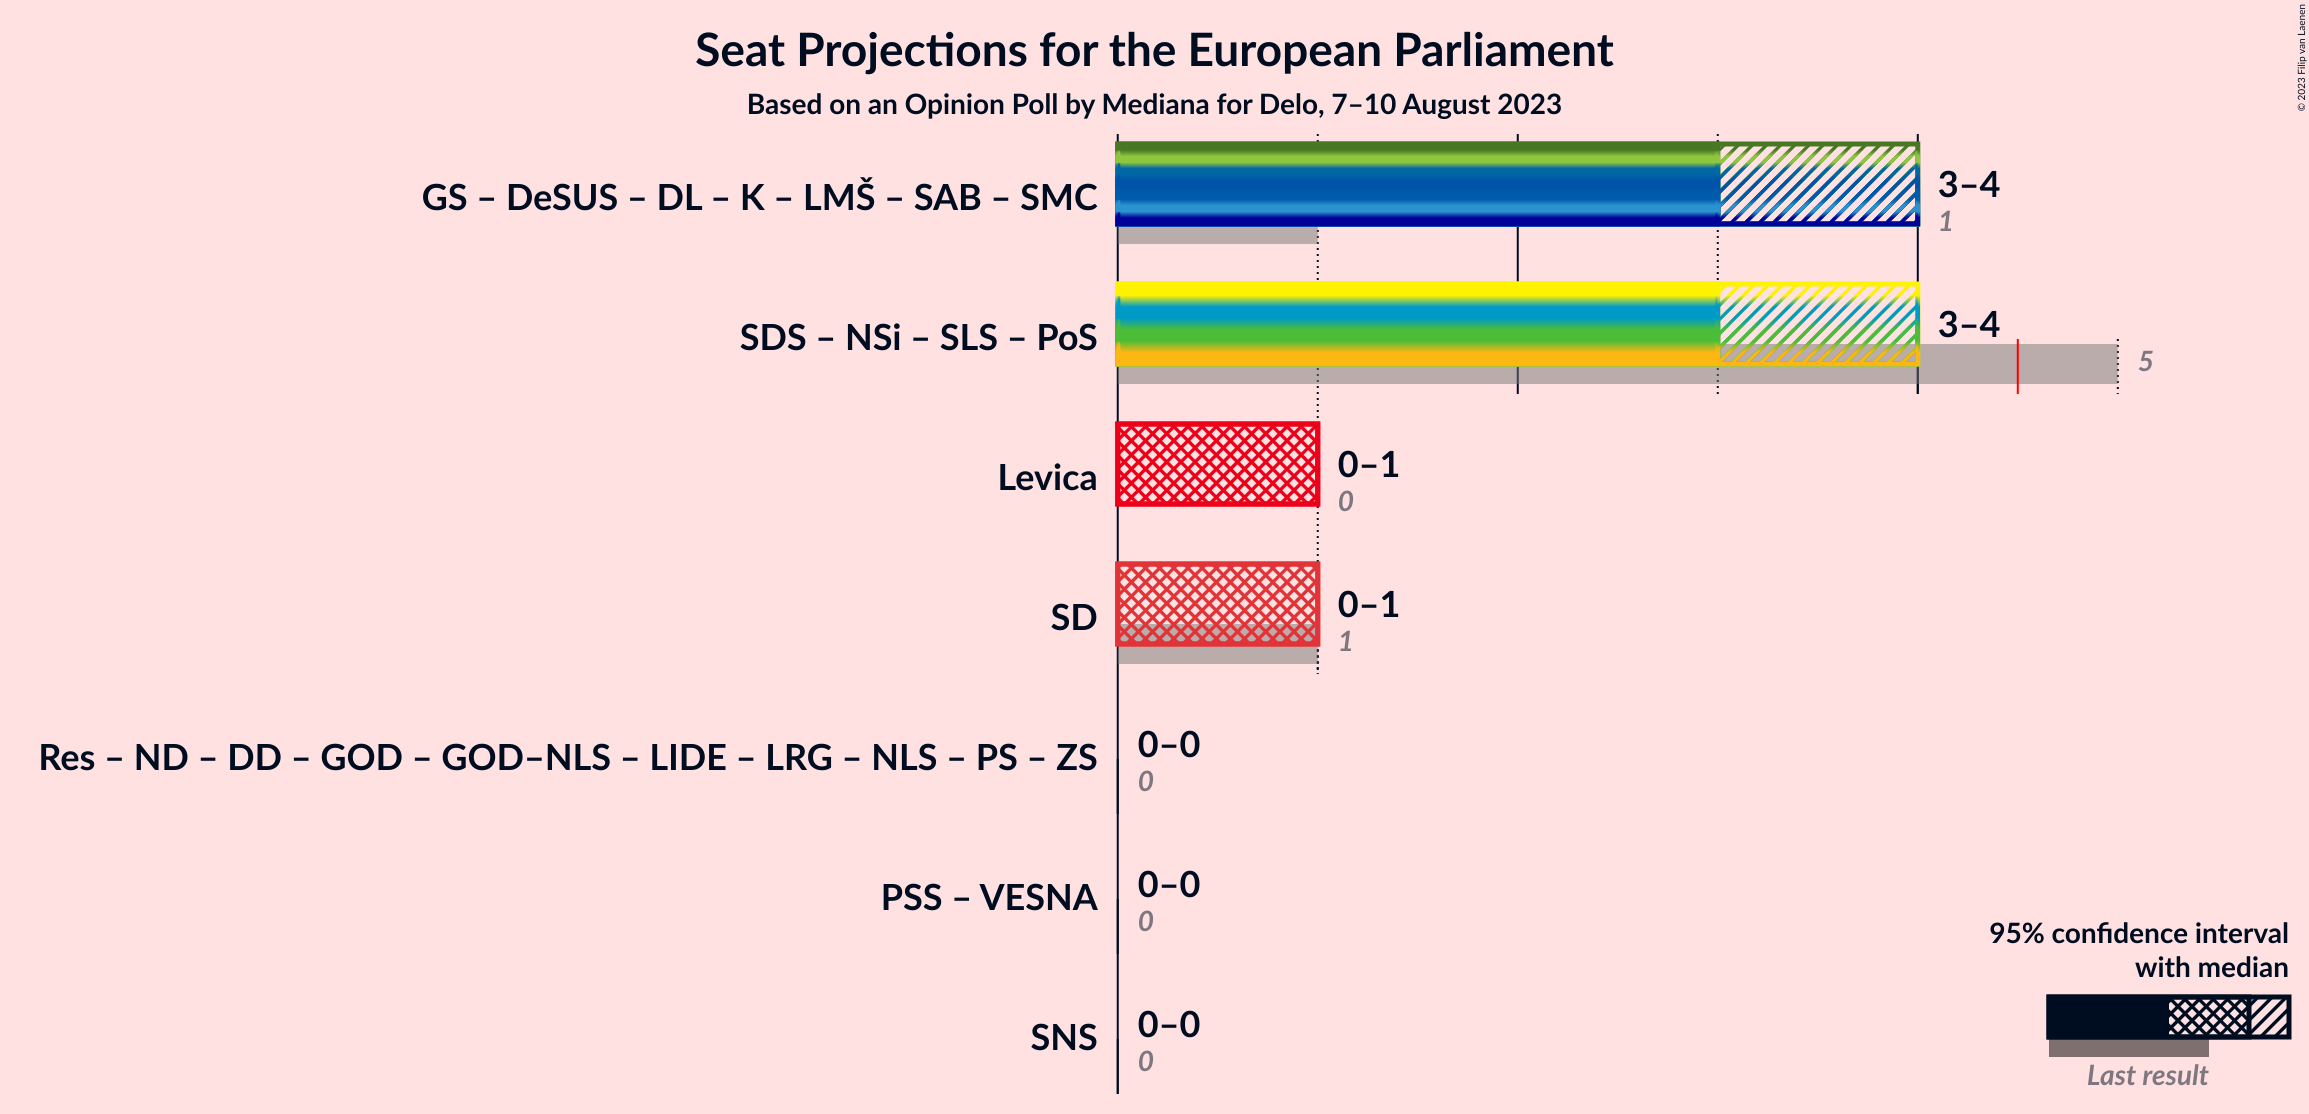 Seat Projections for the European Parliament
Based on an Opinion Poll by Mediana for Delo, 7–10 August 2023
© 2023 Filip van Laenen
GS – DeSUS – DL – K – LMŠ – SAB – SMC
3–4
1
SDS – NSi – SLS – PoS
3–4
5
Levica
0–1
0
SD
0–1
1
Res – ND – DD – GOD – GOD–NLS – LIDE – LRG – NLS – PS – ZS
0–0
0
PSS – VESNA
0–0
0
SNS
0–0
0
95% confidence interval
with median
Last result